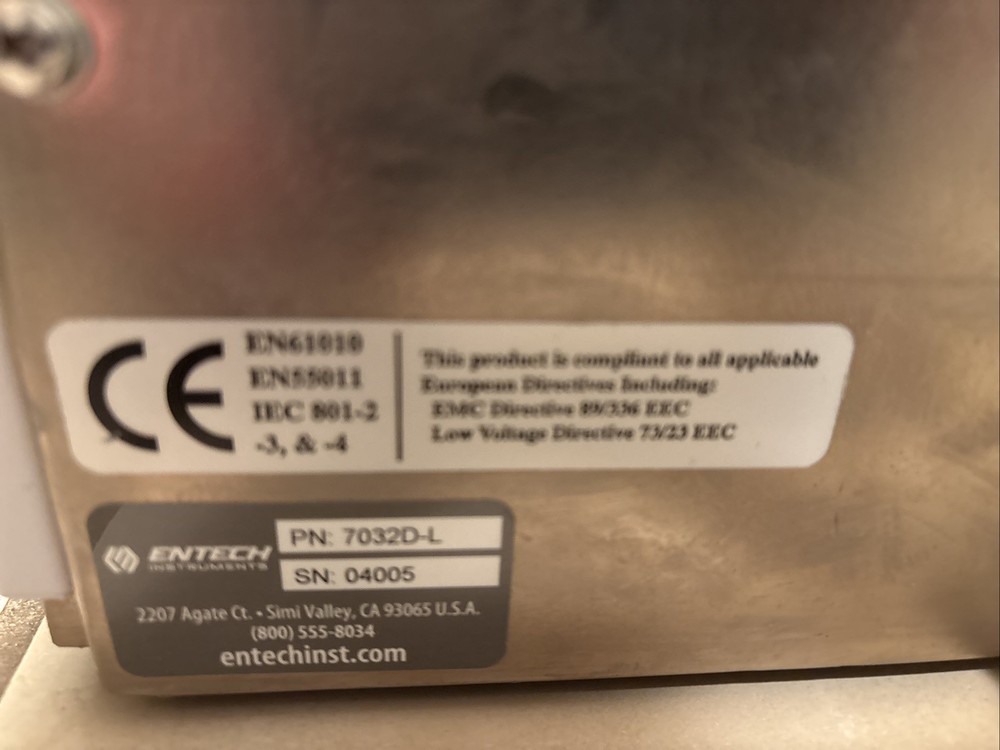 CE
EN61010
EN55011
IEC 801-2
-3, & -4
This product is compliant to all applicable
European Directives Including:
EMC Directive 89/336 EEC
Low Voltage Directive 73/23 EEC
ENTECH
INSTRUMENTS
PN: 7032D-L
SN: 04005
2207 Agate Ct. • Simi Valley, CA 93065 U.S.A.
(800) 555-8034
entechinst.com